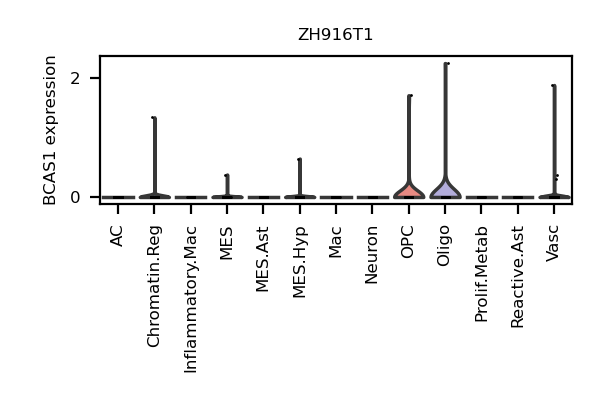 ZH916T1
BCAS1 expression
2
0
AC
Chromatin.Reg
Inflammatory.Mac
MES
MES.Ast
MES.Hyp
Mac
Neuron
OPC
Oligo
Prolif.Metab
Reactive.Ast
Vasc